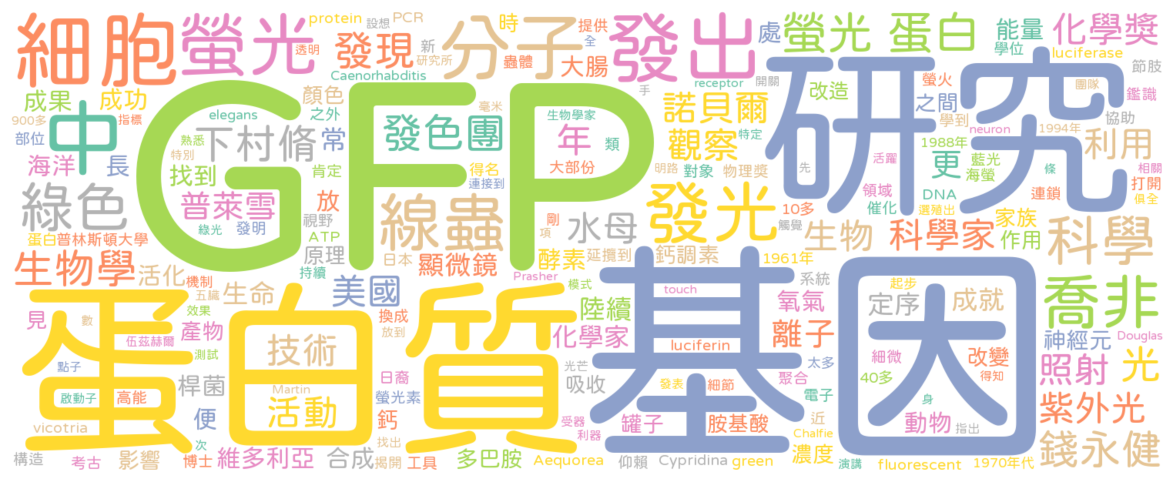 細胞
螢光
透明
protein
設想
PCR
發現
新
研究所
Caenorhabditis
分子
時
蟲體
提供
全
大腸
發出
處
螢光 蛋白
能量
學位
化學獎
luciferase
節肢
成果
成功
900多
指標
部位
中
elegans
顏色
之外
下村脩
常
GFP
發色團
生物學家
毫米
年
類
大部份
receptor
開關
手
諾貝爾
觀察
特定
研究
改造
螢火
之間
學到
團隊
鑑識
協助
neuron
1994年
利用
海洋
長
熟悉
特別
找到
肯定
普萊雪
放
視野
發明
綠光
綠色
得名
連接到
線蟲
剛
項
水母
明路
對象
物理獎
發光
先
活躍
1988年
更
藍光
海螢
條
相關
打開
俱全
領域
DNA
催化
連鎖
還殖出
10多
觸覺
生物
科學家
家族
作用
科學
蛋白
普林斯頓大學
ATP
原理
持續
日本
顯微鏡
酵素
延攬到
鈣調素
1961年
Prasher
模式
生物學
活化
機制
五臟
生命
效果
美國
換成
放到
陸續
touch
系統
氧氣
起步
定序
成就
喬非
見
數
產物
伍茲赫爾
測試
化學家
離子
luciferin
神經元
Douglas
蛋白質
基因
點子
啟動子
高能
技術
Martin
活動
桿菌
便
日裔
螢光素
鈣
光芒
吸收
發表
細節
太多
聚合
電子
細微
改變
得知
40多
照射
光
vicotria
次
罐子
胺基酸
近
Chalfie
動物
身
指出
紫外光
構造
考古
影響
博士
維多利亞
合成
找出
揭開
工具
多巴胺
受器
利器
Aequorea
仰賴
Cypridina
green
濃度
演講
fluorescent
1970年代
錢永健